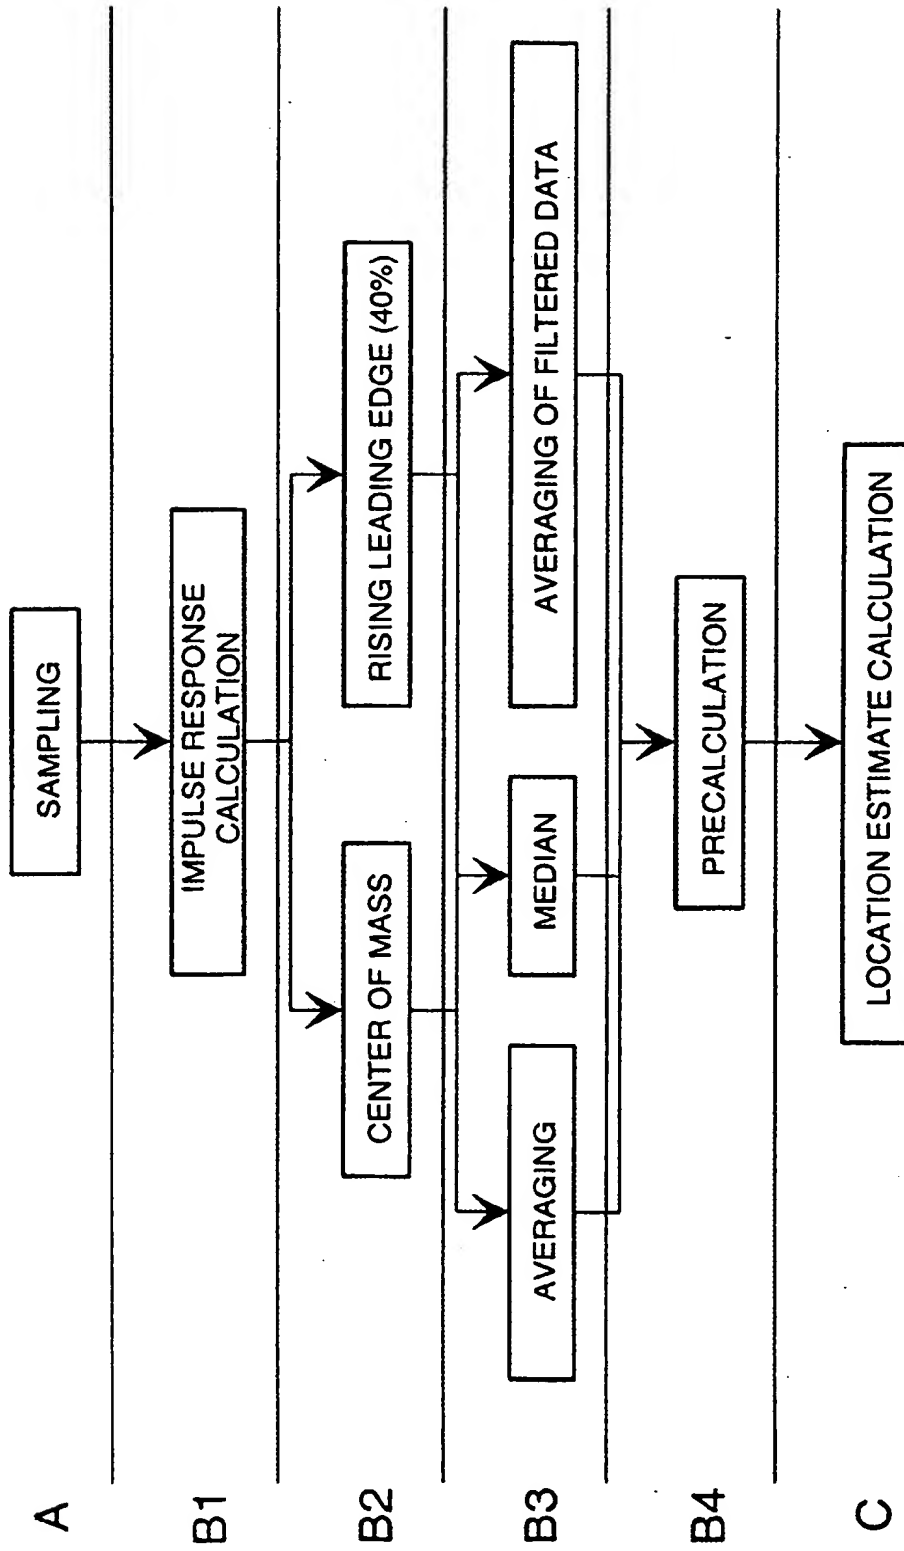 A
SAMPLING
B1
IMPULSE RESPONSE
CALCULATION
B2
CENTER OF MASS
RISING LEADING EDGE (40%)
B3
AVERAGING
MEDIAN
AVERAGING OF FILTERED DATA
B4
PRECALCULATION
C
LOCATION ESTIMATE CALCULATION